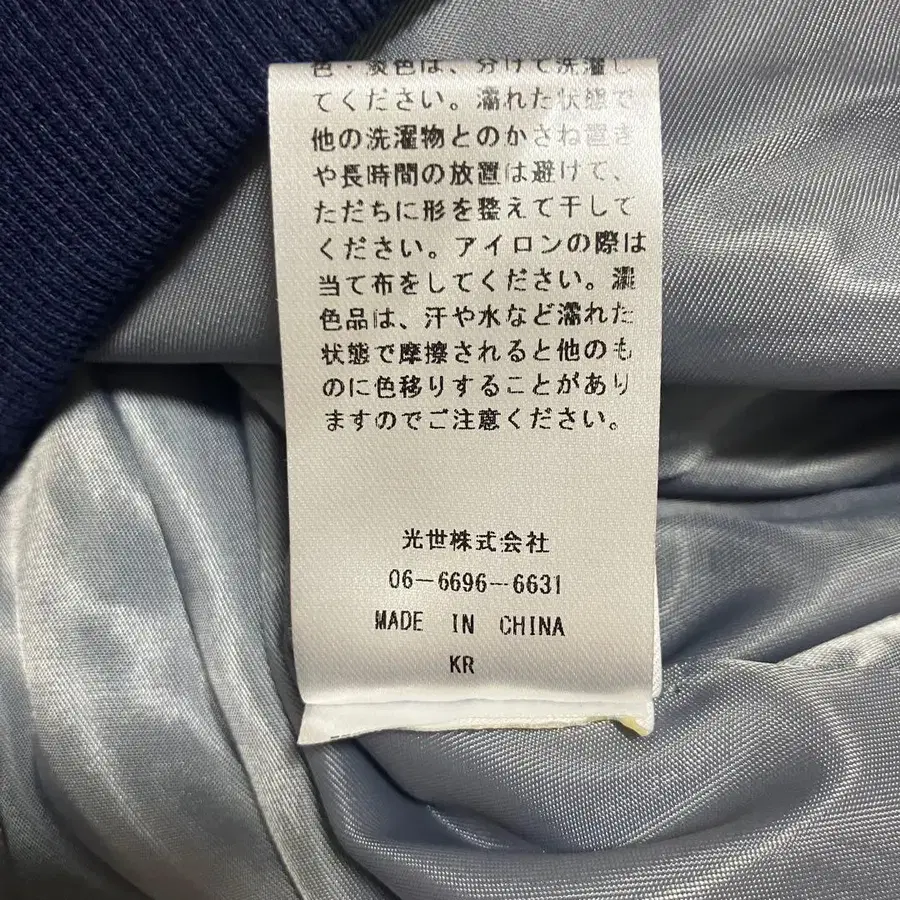 色・淡色は、分けて洗濯し
てください。濡れた状態で
他の洗濯物とのかさね置き
や長時間の放置は避けて、
ただちに形を整えて干して
ください。アイロンの際は
当て布をしてください。濃
色品は、汗や水など濡れた
状態で摩擦されると他のも
のに色移りすることがあり
ますのでご注意ください。
光世株式会社
06-6696-6631
MADE IN CHINA
KR